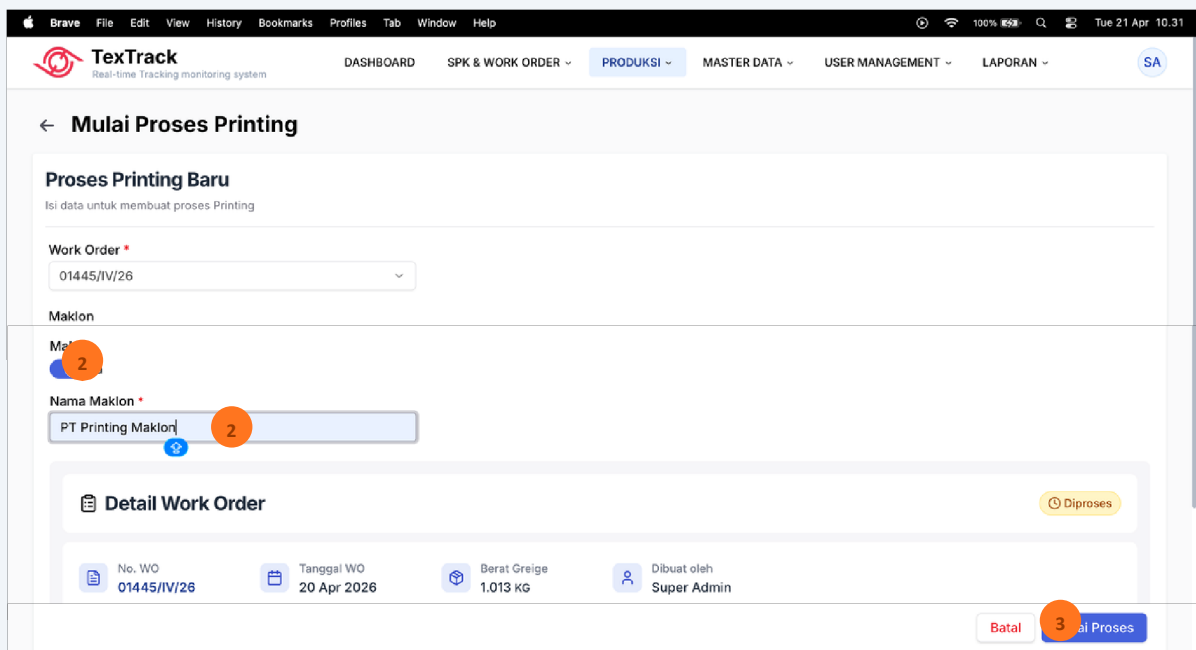 Brave File Edit View History Bookmarks Profiles Tab Window Help 100% Tue 21 Apr 10.31
TexTrack
Real-time Tracking monitoring system
DASHBOARD SPK & WORK ORDER PRODUKSI MASTER DATA USER MANAGEMENT LAPORAN SA
Mulai Proses Printing
Proses Printing Baru
Isi data untuk membuat proses Printing
Work Order *
01445/IV/26
Maklon
2
Nama Maklon *
PT Printing Maklon 2
Detail Work Order Diproses
No. WO Tanggal WO Berat Greige Dibuat oleh
01445/IV/26 20 Apr 2026 1.013 KG Super Admin
Batal 3 ai Proses